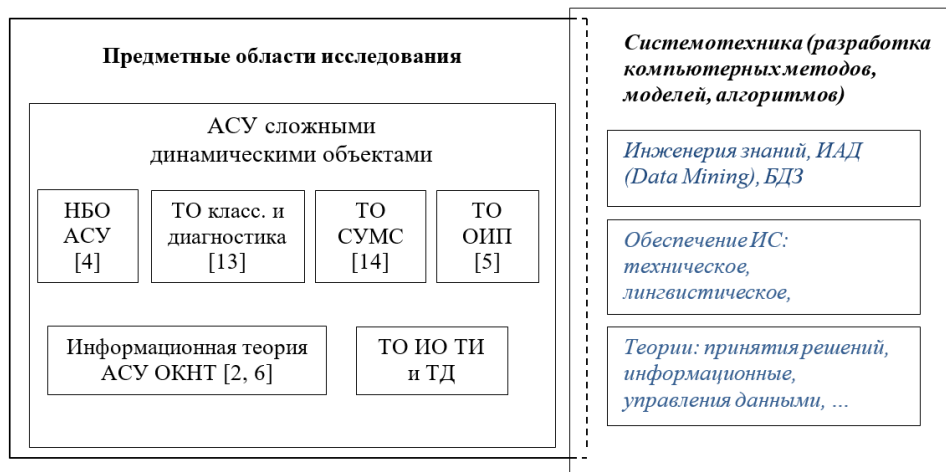 Предметные области исследования
АСУ сложными
динамическими объектами
НБО
АСУ
[4]
ТО класс. и
диагностика
[13]
ТО
СУМС
[14]
ТО
ОИП
[5]
Информационная теория
АСУ ОКНТ [2, 6]
ТО ИО ТИ
и ТД
Системотехника (разработка
компьютерных методов,
моделей, алгоритмов)
Инженерия знаний, ИАД
(Data Mining), БДЗ
Обеспечение ИС:
техническое,
лингвистическое,
Теории: принятия решений,
информационные,
управления данными, …